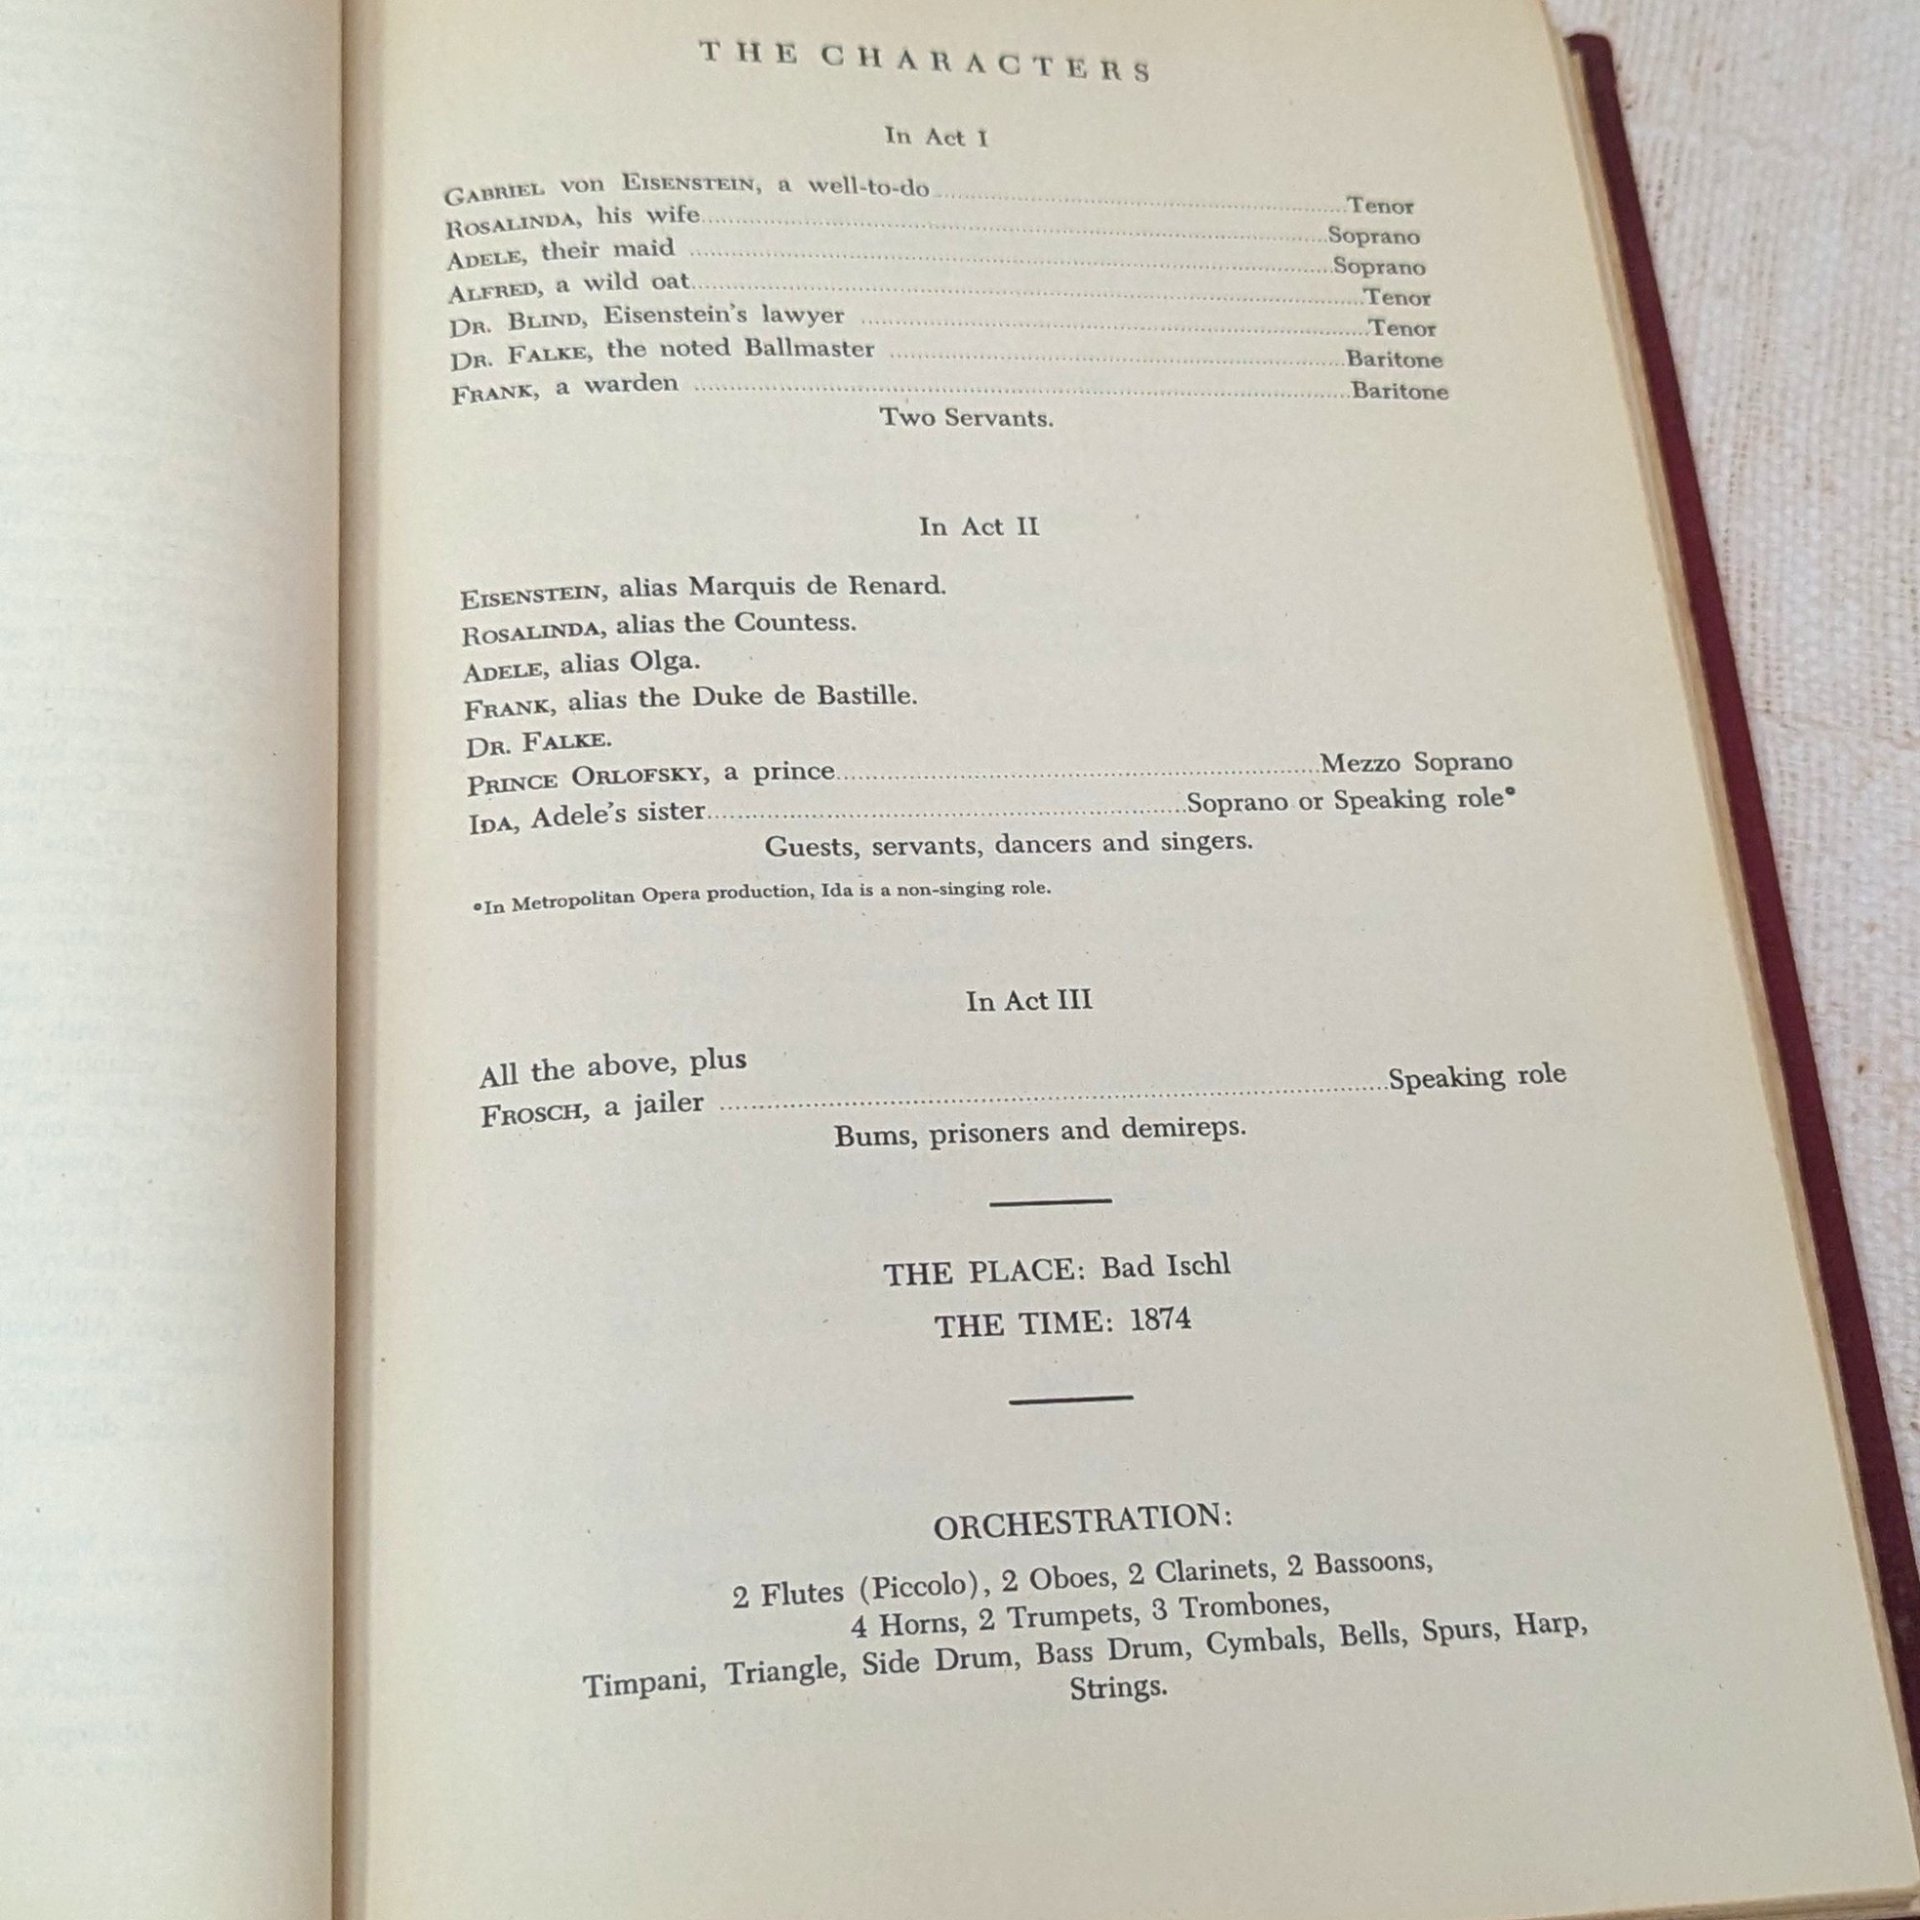 THE CHARACTERS
In Act I
GABRIEL VON EISENSTEIN, a well-to-do........Tenor
ROSALINDA, his wife........Soprano
ADELE, their maid ........Soprano
ALFRED, a wild oat........Tenor
DR. BLIND, Eisenstein's lawyer ........Tenor
DR. FALKE, the noted Ballmaster ........Baritone
FRANK, a warden ........Baritone
Two Servants.
In Act II
EISENSTEIN, alias Marquis de Renard.
ROSALINDA, alias the Countess.
ADELE, alias Olga.
FRANK, alias the Duke de Bastille.
DR. FALKE.
PRINCE ORLOFSKY, a prince........Mezzo Soprano
IDA, Adele's sister........Soprano or Speaking role*
Guests, servants, dancers and singers.
*In Metropolitan Opera production, Ida is a non-singing role.
In Act III
All the above, plus
FROSCH, a jailer ........Speaking role
Bums, prisoners and demireps.
THE PLACE: Bad Ischl
THE TIME: 1874
ORCHESTRATION:
2 Flutes (Piccolo), 2 Oboes, 2 Clarinets, 2 Bassoons,
4 Horns, 2 Trumpets, 3 Trombones,
Timpani, Triangle, Side Drum, Bass Drum, Cymbals, Bells, Spurs, Harp,
Strings.